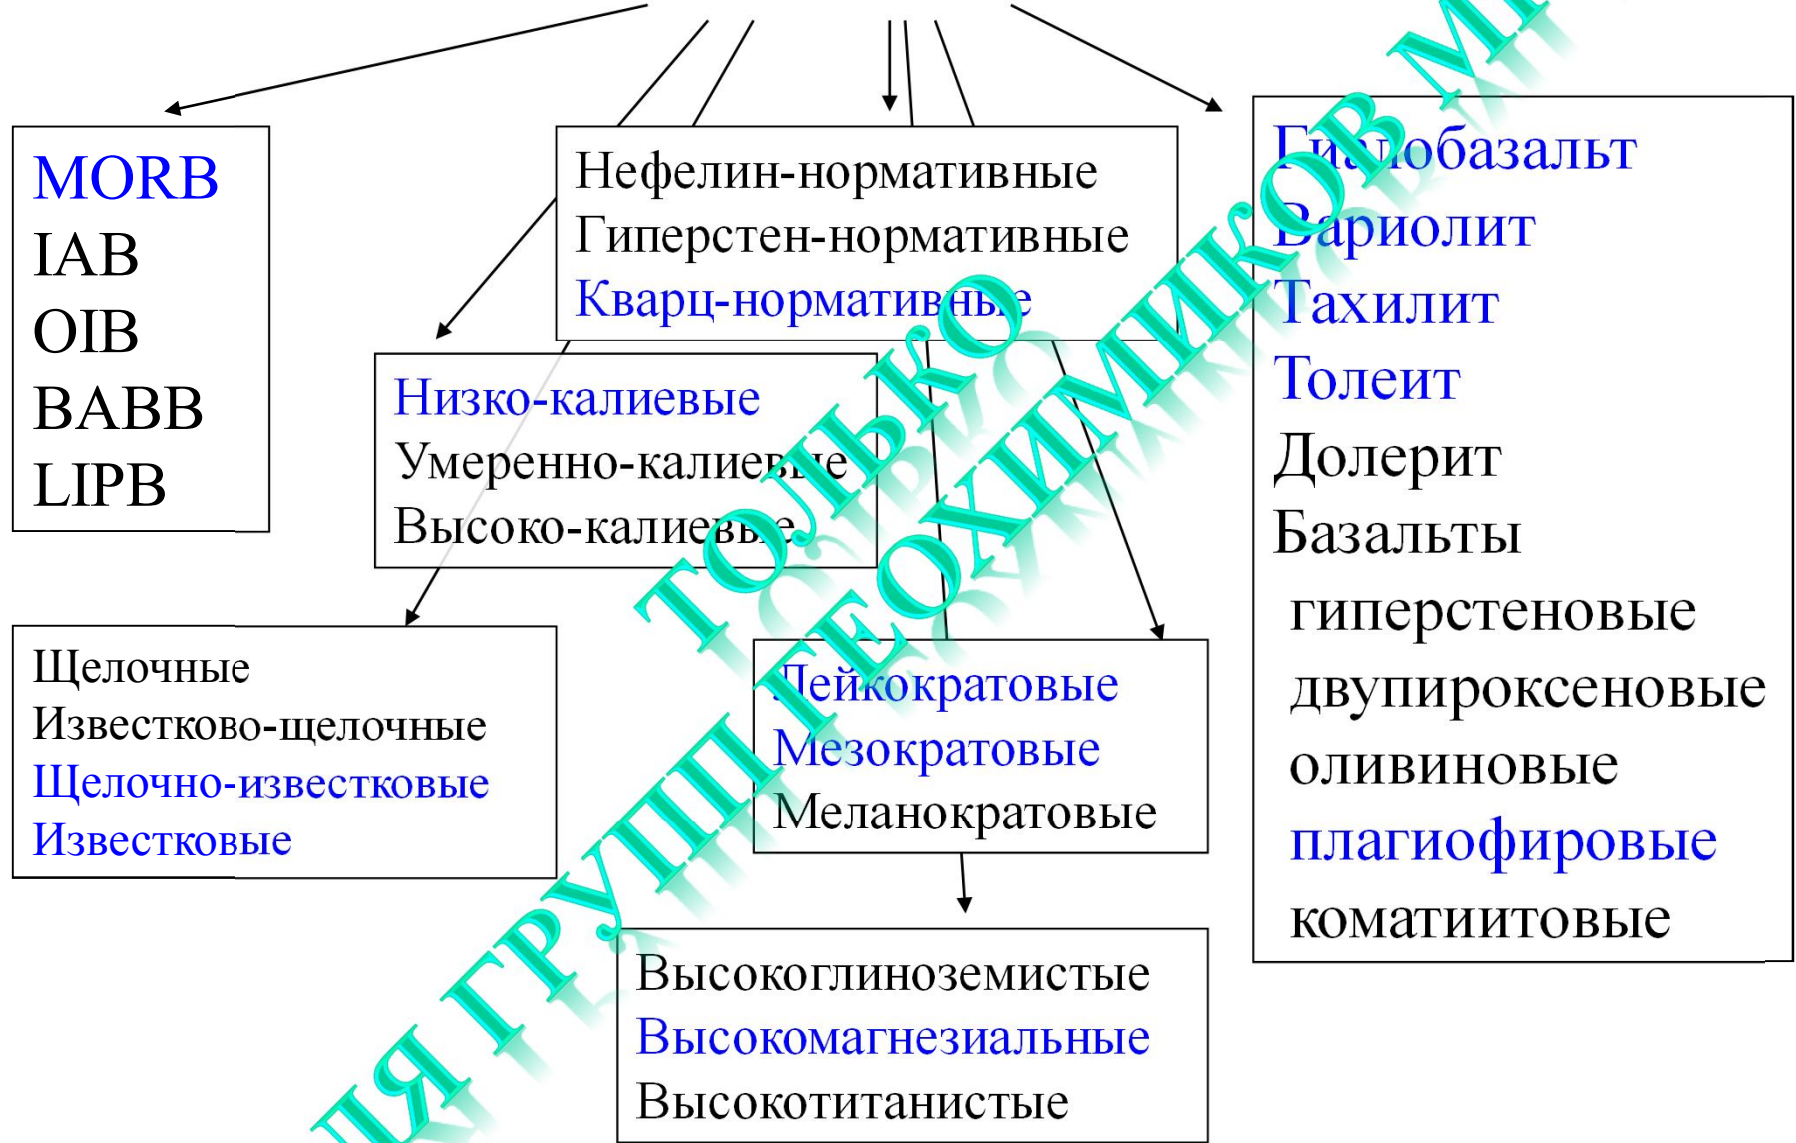 MORB
IAB
OIB
BABB
LIPB
Нефелин-нормативные
Гиперстен-нормативные
Кварц-нормативные
Низко-калиевые
Умеренно-калиевые
Высоко-калиевые
Щелочные
Известково-щелочные
Щелочно-известковые
Известковые
Лейкократовые
Мезократовые
Меланократовые
Высокоглиноземистые
Высокомагнезиальные
Высокотитанистые
Гиалобазальт
Вариолит
Тахилит
Толеит
Долерит
Базальты
гиперстеновые
двупироксеновые
оливиновые
плагиофировые
коматиитовые
ТОЛЬКО
ГРУПП ГЕОХИМИКОВ